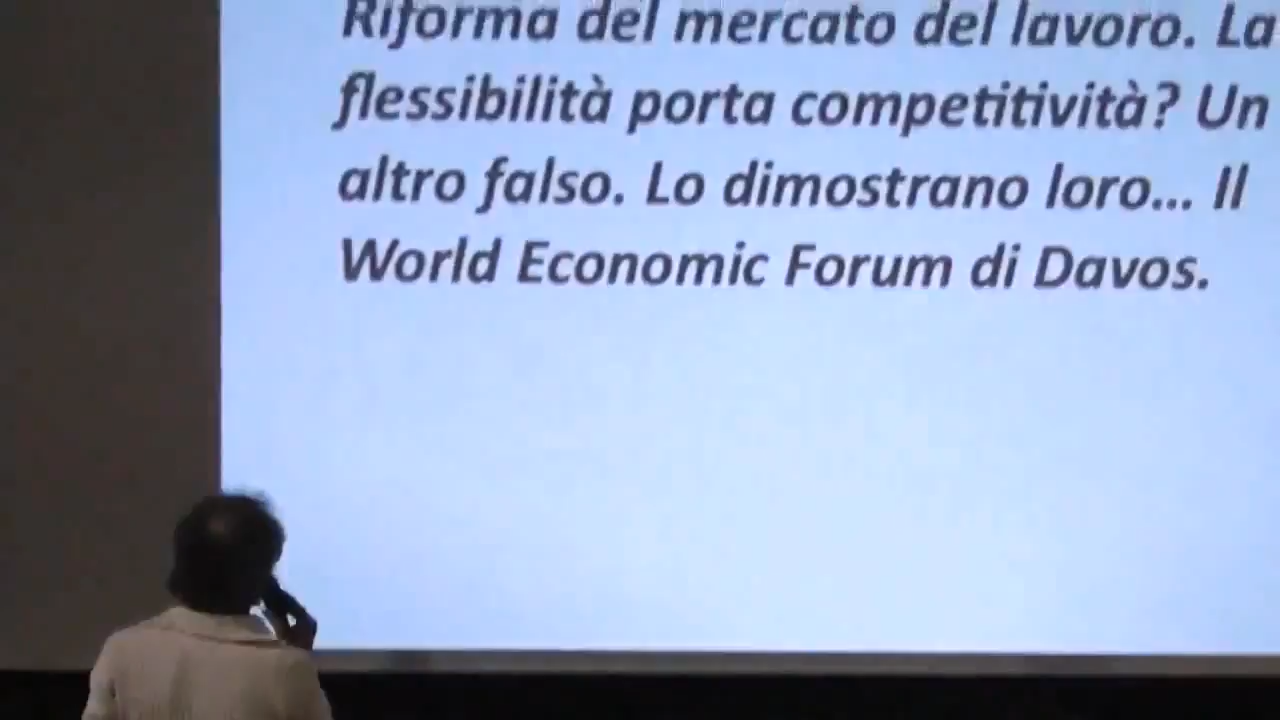 Riforma del mercato del lavoro. La
flessibilità porta competitività? Un
altro falso. Lo dimostrano loro... Il
World Economic Forum di Davos.